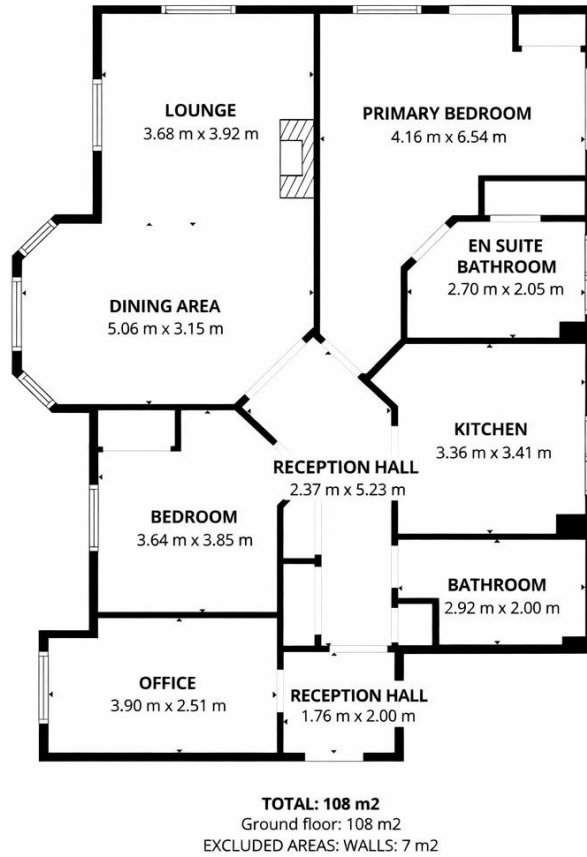 LOUNGE
3.68 m x 3.92 m
PRIMARY BEDROOM
4.16 m x 6.54 m
EN SUITE
BATHROOM
2.70 m x 2.05 m
DINING AREA
5.06 m x 3.15 m
KITCHEN
3.36 m x 3.41 m
RECEPTION HALL
2.37 m x 5.23 m
BEDROOM
3.64 m x 3.85 m
BATHROOM
2.92 m x 2.00 m
OFFICE
3.90 m x 2.51 m
RECEPTION HALL
1.76 m x 2.00 m
TOTAL: 108 m2
Ground floor: 108 m2
EXCLUDED AREAS: WALLS: 7 m2